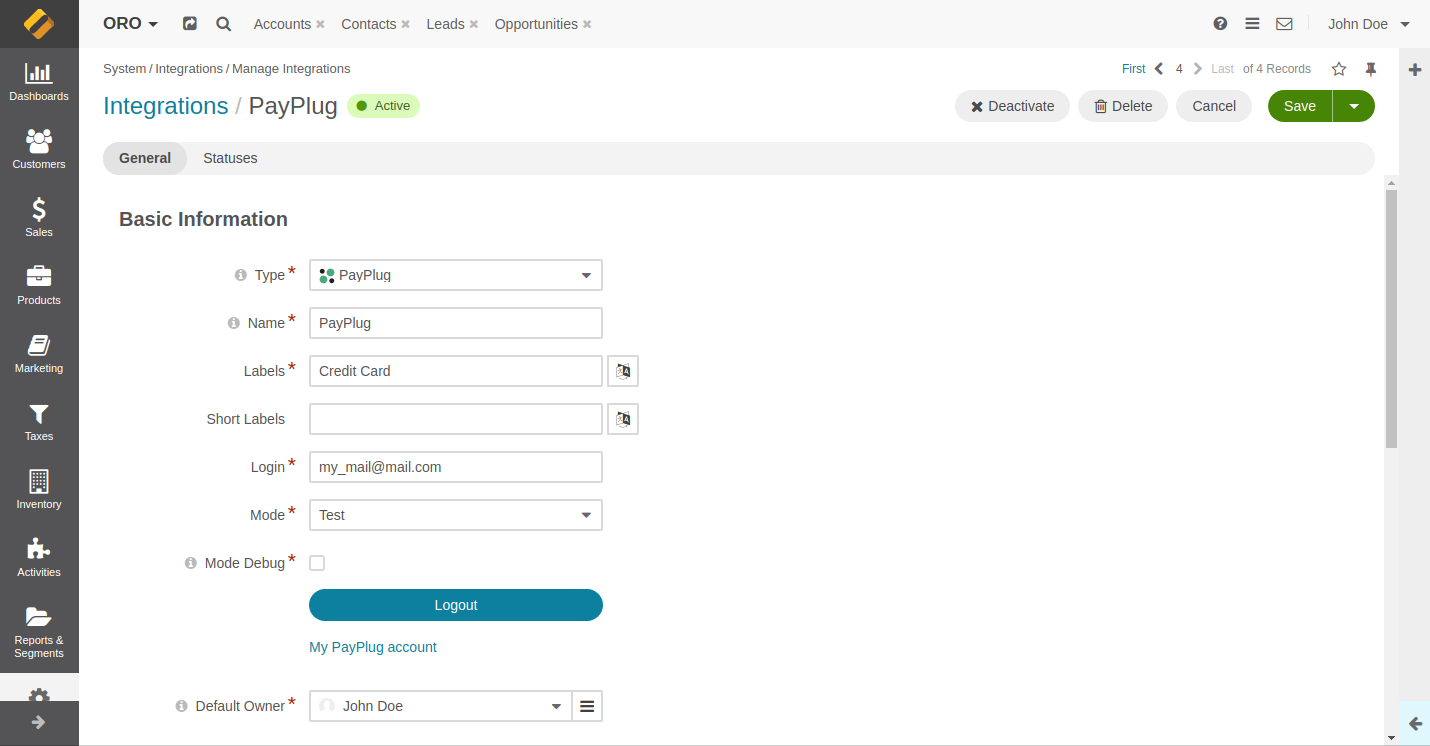 ORO Accounts Contacts Leads Opportunities John Doe
System / Integrations / Manage Integrations First 4 Last of 4 Records
Integrations / PayPlug Active Deactivate Delete Cancel Save
General Statuses
Dashboards
Customers
Sales
Products
Marketing
Taxes
Inventory
Activities
Reports &
Segments
Basic Information
Type* PayPlug
Name* PayPlug
Labels* Credit Card
Short Labels
Login* my_mail@mail.com
Mode* Test
Mode Debug*
Logout
My PayPlug account
Default Owner* John Doe